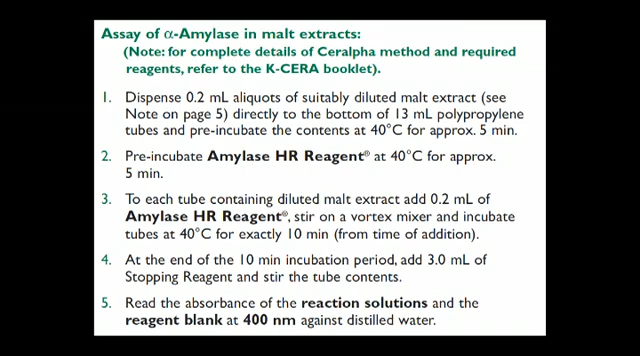 Assay of α-Amylase in malt extracts:
(Note: for complete details of Ceralpha method and required
reagents, refer to the K-CERA booklet).
1. Dispense 0.2 mL aliquots of suitably diluted malt extract (see
Note on page 5) directly to the bottom of 13 mL polypropylene
tubes and pre-incubate the contents at 40°C for approx. 5 min.
2. Pre-incubate Amylase HR Reagent® at 40°C for approx.
5 min.
3. To each tube containing diluted malt extract add 0.2 mL of
Amylase HR Reagent®, stir on a vortex mixer and incubate
tubes at 40°C for exactly 10 min (from time of addition).
4. At the end of the 10 min incubation period, add 3.0 mL of
Stopping Reagent and stir the tube contents.
5. Read the absorbance of the reaction solutions and the
reagent blank at 400 nm against distilled water.